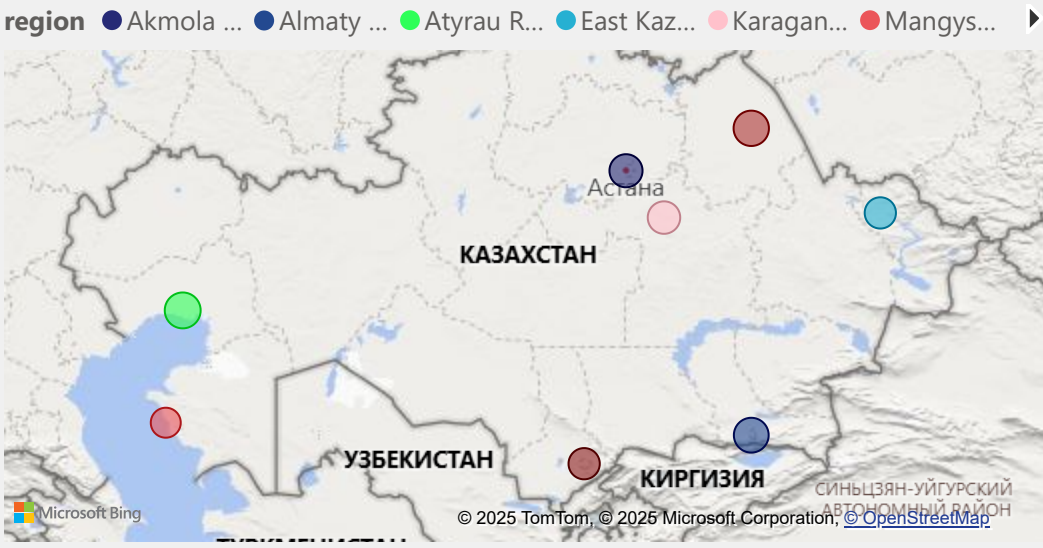 region Akmola ... Almaty ... Atyrau R... East Kaz... Karagan... Mangys...
Астана
КАЗАХСТАН
УЗБЕКИСТАН
КИРГИЗИЯ
СИНЬЦЗЯН-УЙГУРСКИЙ
АВТОНОМНЫЙ РАЙОН
Microsoft Bing
© 2025 TomTom, © 2025 Microsoft Corporation, © OpenStreetMap
ТУРКМЕНИСТАН